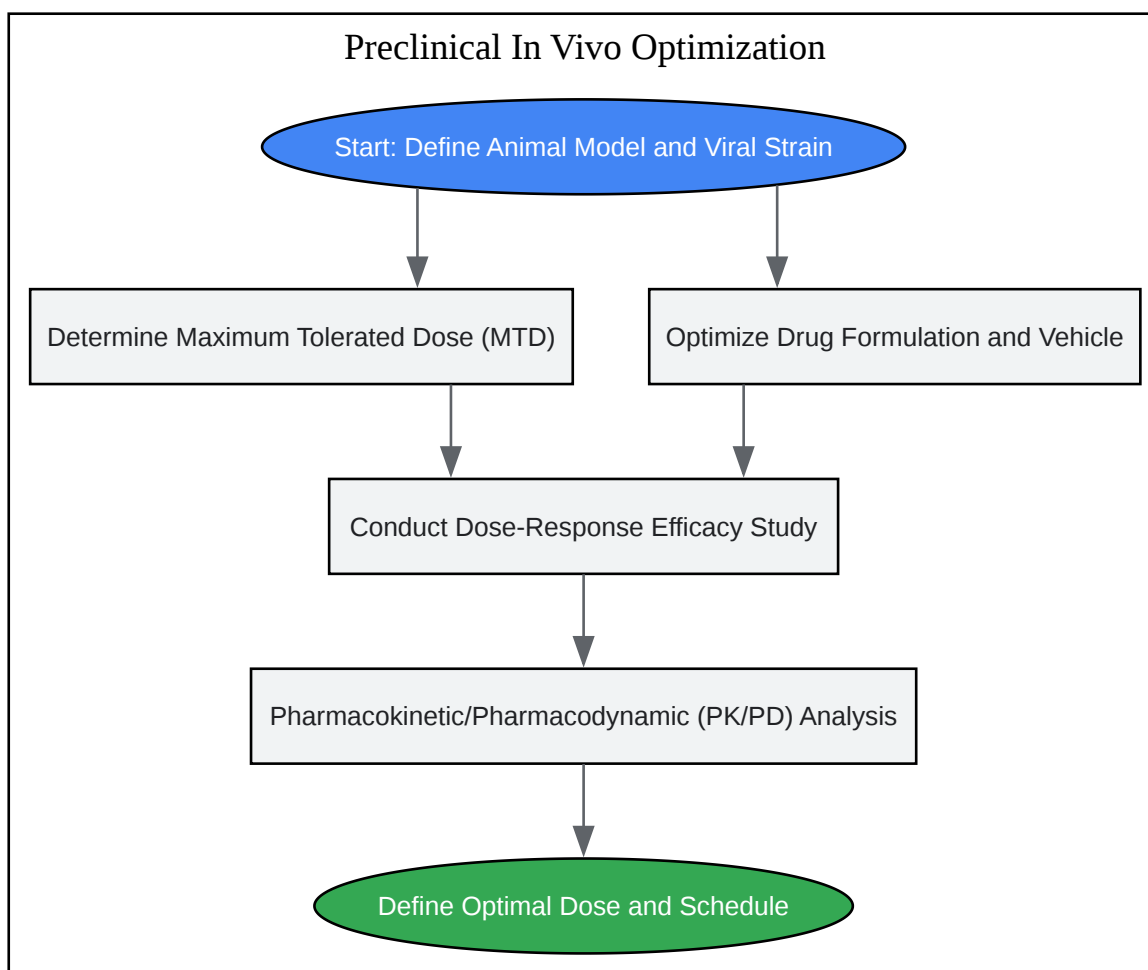 Preclinical In Vivo Optimization
Start: Define Animal Model and Viral Strain
Determine Maximum Tolerated Dose (MTD)
Optimize Drug Formulation and Vehicle
Conduct Dose-Response Efficacy Study
Pharmacokinetic/Pharmacodynamic (PK/PD) Analysis
Define Optimal Dose and Schedule